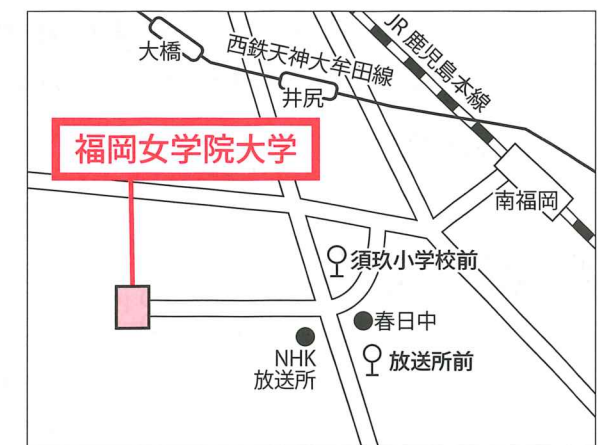 大橋
西鉄天神大牟田線
JR鹿児島本線
井尻
福岡女学院大学
南福岡
須玖小学校前
春日中
NHK
放送所
放送所前